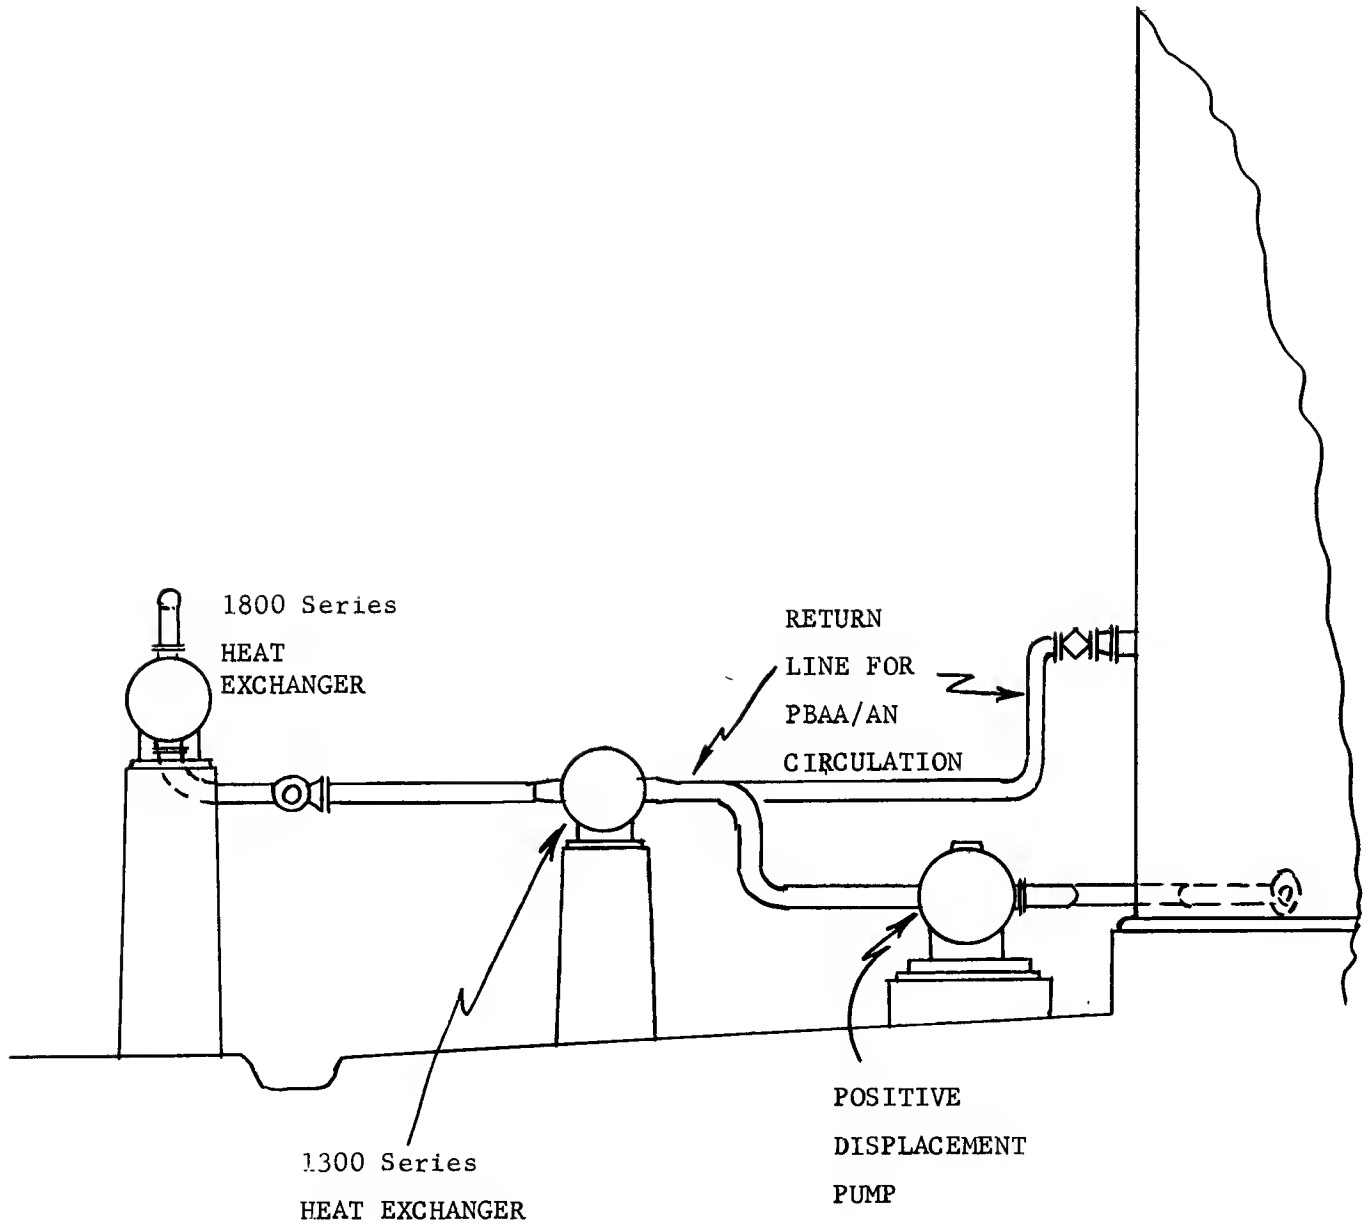 1800 Series
HEAT
EXCHANGER
RETURN
LINE FOR
PBAA/AN
CIRCULATION
POSITIVE
DISPLACEMENT
PUMP
1300 Series
HEAT EXCHANGER